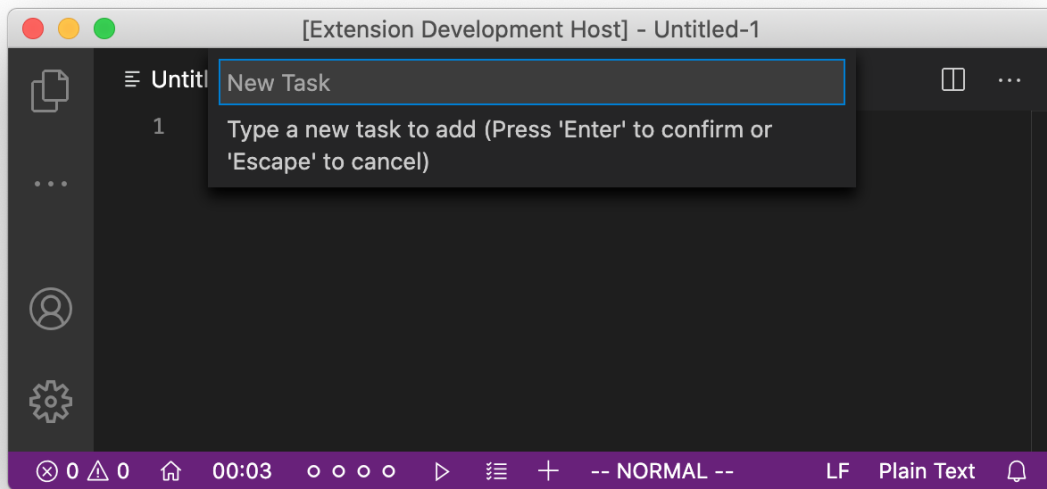 [Extension Development Host] - Untitled-1
New Task
Type a new task to add (Press 'Enter' to confirm or
'Escape' to cancel)
1
0 0 00:03 -- NORMAL -- LF Plain Text